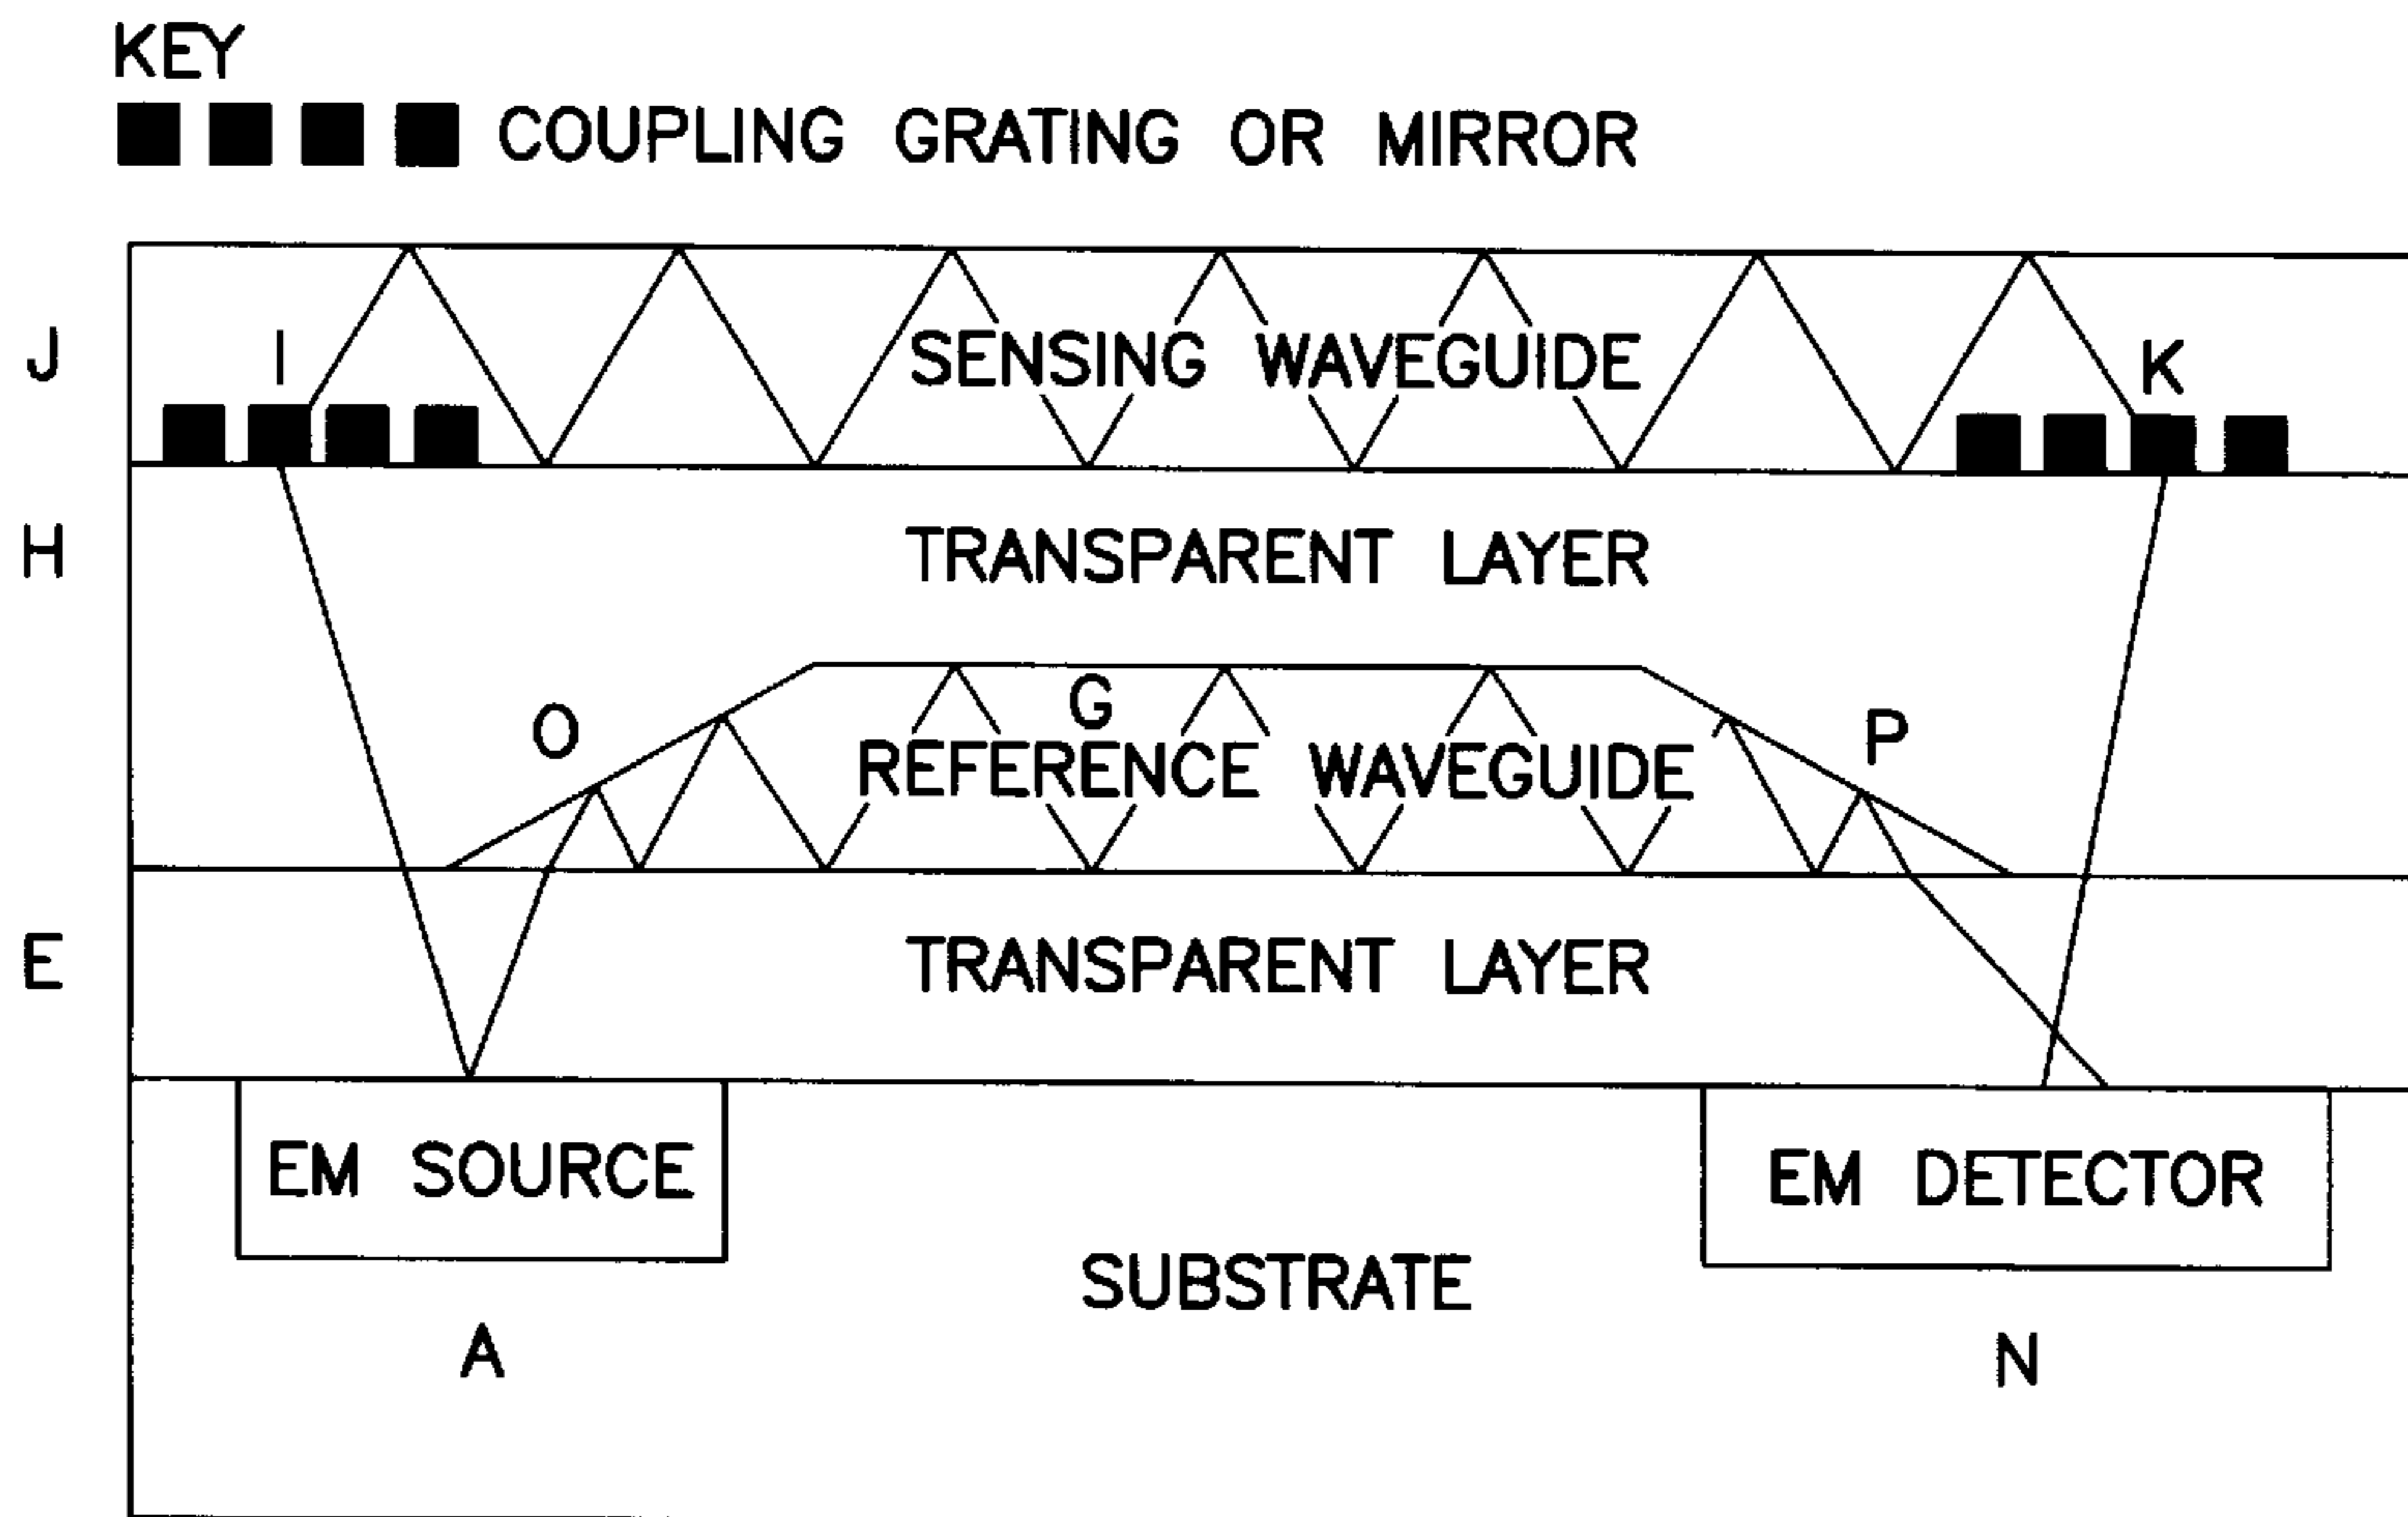 KEY
COUPLING GRATING OR MIRROR
J
I
SENSING WAVEGUIDE
K
H
TRANSPARENT LAYER
O
G
REFERENCE WAVEGUIDE
P
E
TRANSPARENT LAYER
EM SOURCE
EM DETECTOR
SUBSTRATE
A
N